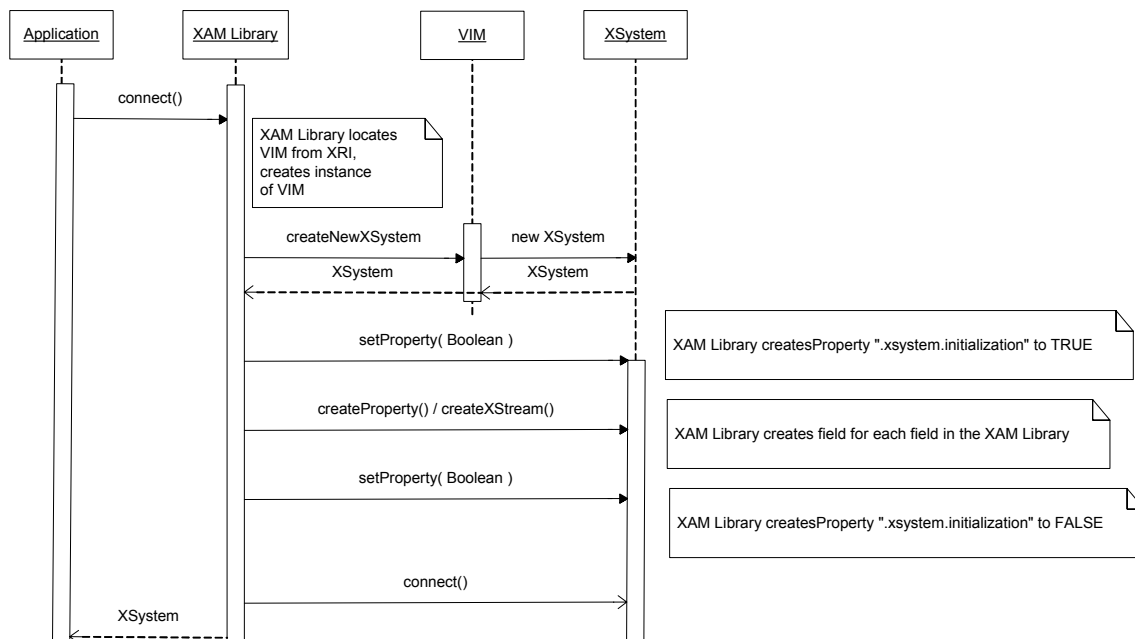 Application
XAM Library
VIM
XSystem
connect()
XAM Library locates
VIM from XRI,
creates instance
of VIM
createNewXSystem
new XSystem
XSystem
XSystem
setProperty( Boolean )
XAM Library createsProperty ".xsystem.initialization" to TRUE
createProperty() / createXStream()
XAM Library creates field for each field in the XAM Library
setProperty( Boolean )
XAM Library createsProperty ".xsystem.initialization" to FALSE
connect()
XSystem